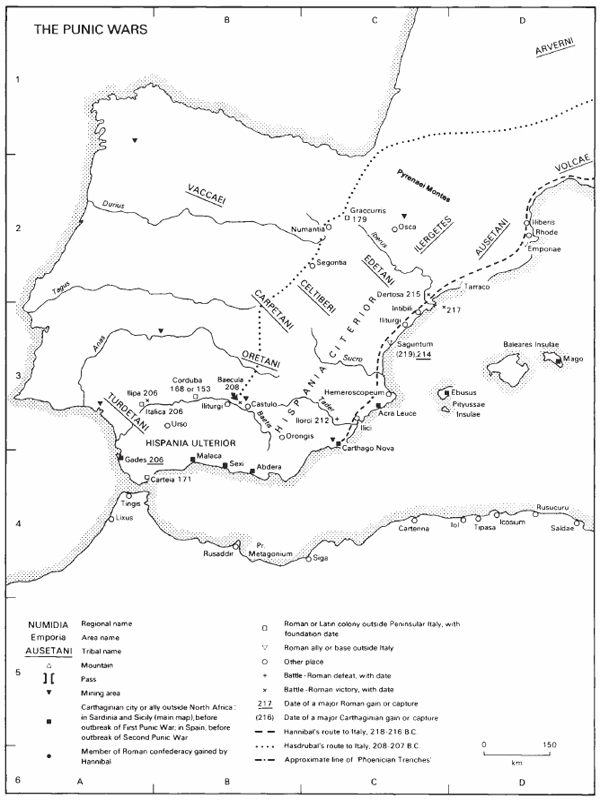 THE PUNIC WARS
A
B
C
D
1
2
3
4
5
6
ARVERNI
VOLCAE
Pyrenaei Montes
VACCAEI
Durius
Graccurris
179
Numantia
Osca
Iberus
ILERGETES
AUSETANI
Iliberis
Rhode
Emporiae
Segontia
EDETANI
Tagus
CARPETANI
CELTIBERI
Dertosa 215
Tarraco
217
Intibili
Iliturgi
HISPANIA CITERIOR
Saguntum
(219) 214
Baleares Insulae
Mago
Anas
ORETANI
Sucro
Corduba
168 or 153
Baecula
208
Hemeroscopeum
Ebusus
Pityussae
Insulae
Ilipa 206
Italica 206
TURDETANI
Iliturgi
Castulo
Tader
Acra Leuce
Urso
Baetis
Ilorci 212
Ilici
Orongis
HISPANIA ULTERIOR
Carthago Nova
Gades 206
Malaca
Sexi
Abdera
Carteia 171
Tingis
Lixus
Rusaddir
Pr.
Metagonium
Siga
Cartenna
Iol
Tipasa
Icosium
Rusucuru
Saldae
NUMIDIA Regional name
Emporia Area name
AUSETANI Tribal name
Mountain
Pass
Mining area
Carthaginian city or ally outside North Africa:
in Sardinia and Sicily (main map), before
outbreak of First Punic War; in Spain, before
outbreak of Second Punic War
Member of Roman confederacy gained by
Hannibal
Roman or Latin colony outside Peninsular Italy, with
foundation date
Roman ally or base outside Italy
Other place
Battle-Roman defeat, with date
Battle-Roman victory, with date
217 Date of a major Roman gain or capture
(216) Date of a major Carthaginian gain or capture
Hannibal's route to Italy, 218-216 B.C.
Hasdrubal's route to Italy, 208-207 B.C.
Approximate line of 'Phoenician Trenches'
0 150
km
A
B
C
D